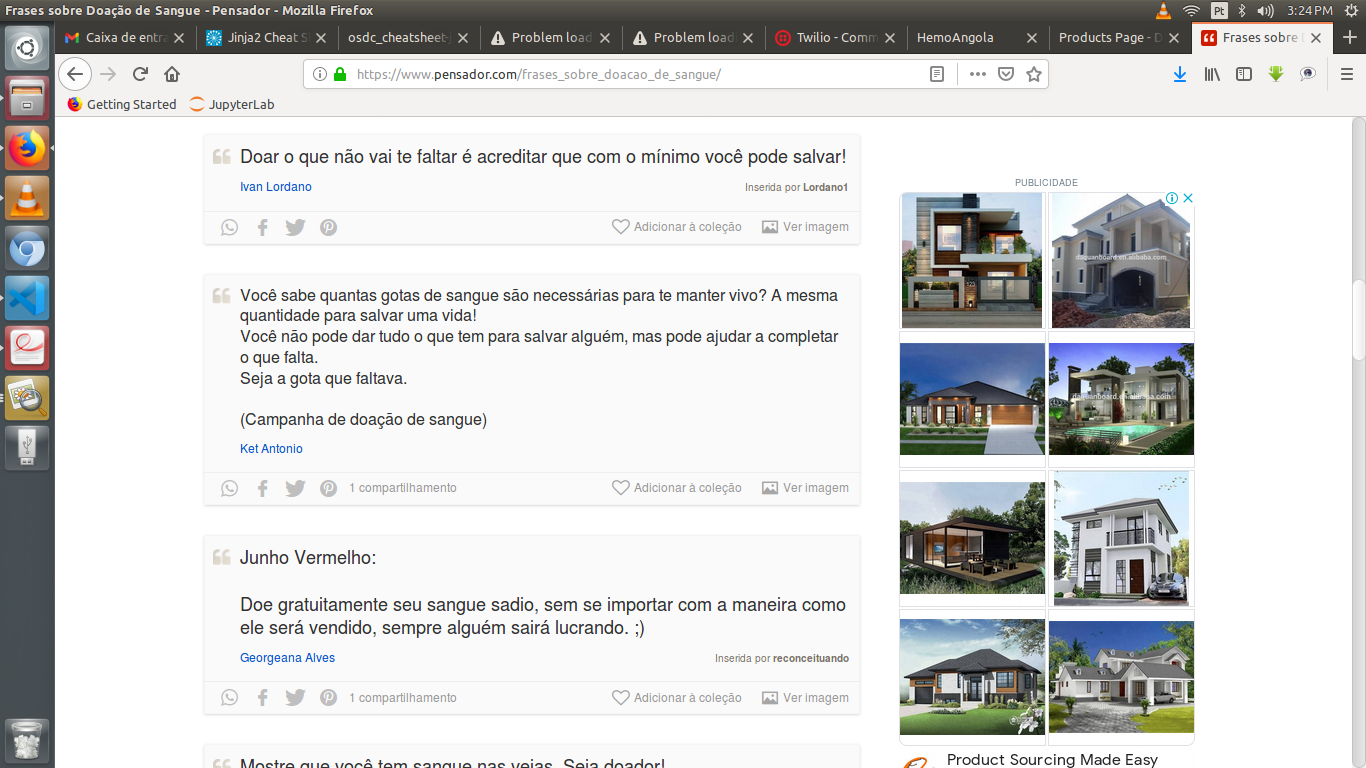 Frases sobre Doação de Sangue - Pensador - Mozilla Firefox
Pt
3:24 PM
Caixa de entra
Jinja2 Cheat S
osdc_cheatsheet-
Problem load
Problem load
Twilio - Comm
HemoAngola
Products Page - D
Frases sobre D
https://www.pensador.com/frases_sobre_doacao_de_sangue/
Getting Started
JupyterLab
Doar o que não vai te faltar é acreditar que com o mínimo você pode salvar!
Ivan Lordano
Inserida por Lordano1
Adicionar à coleção
Ver imagem
Você sabe quantas gotas de sangue são necessárias para te manter vivo? A mesma
quantidade para salvar uma vida!
Você não pode dar tudo o que tem para salvar alguém, mas pode ajudar a completar
o que falta.
Seja a gota que faltava.
(Campanha de doação de sangue)
Ket Antonio
1 compartilhamento
Adicionar à coleção
Ver imagem
Junho Vermelho:
Doe gratuitamente seu sangue sadio, sem se importar com a maneira como
ele será vendido, sempre alguém sairá lucrando. ;)
Georgeana Alves
Inserida por reconceituando
1 compartilhamento
Adicionar à coleção
Ver imagem
Mostre que você tem sangue nas veias. Seja doador!
PUBLICIDADE
daquanboard.en.alibaba.com
daquanboard.en.alibaba.com
Product Sourcing Made Easy